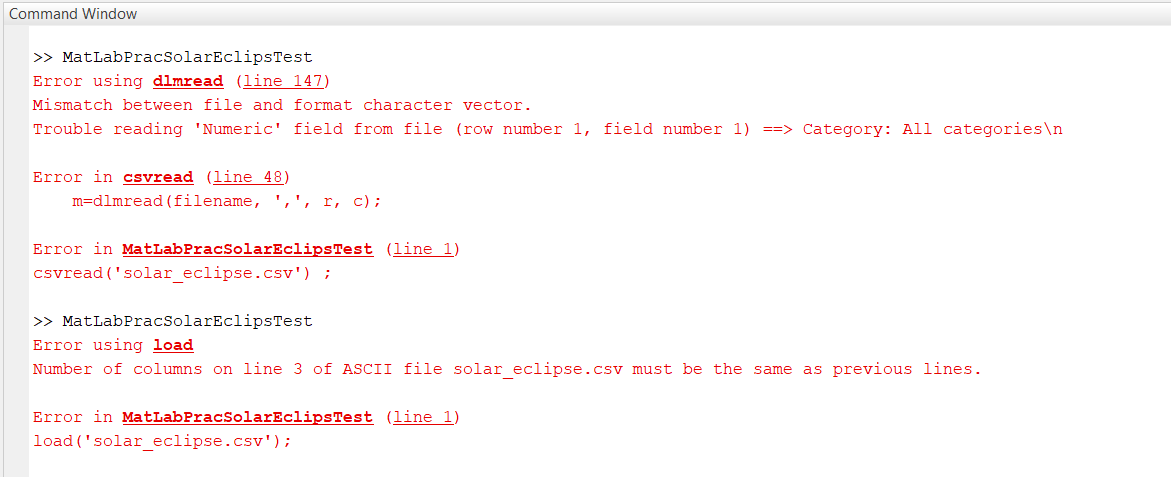 Command Window
>> MatLabPracSolarEclipsTest
Error using dlmread (line 147)
Mismatch between file and format character vector.
Trouble reading 'Numeric' field from file (row number 1, field number 1) ==> Category: All categories\n
Error in csvread (line 48)
m=dlmread(filename, ',', r, c);
Error in MatLabPracSolarEclipsTest (line 1)
csvread('solar_eclipse.csv') ;
>> MatLabPracSolarEclipsTest
Error using load
Number of columns on line 3 of ASCII file solar_eclipse.csv must be the same as previous lines.
Error in MatLabPracSolarEclipsTest (line 1)
load('solar_eclipse.csv');